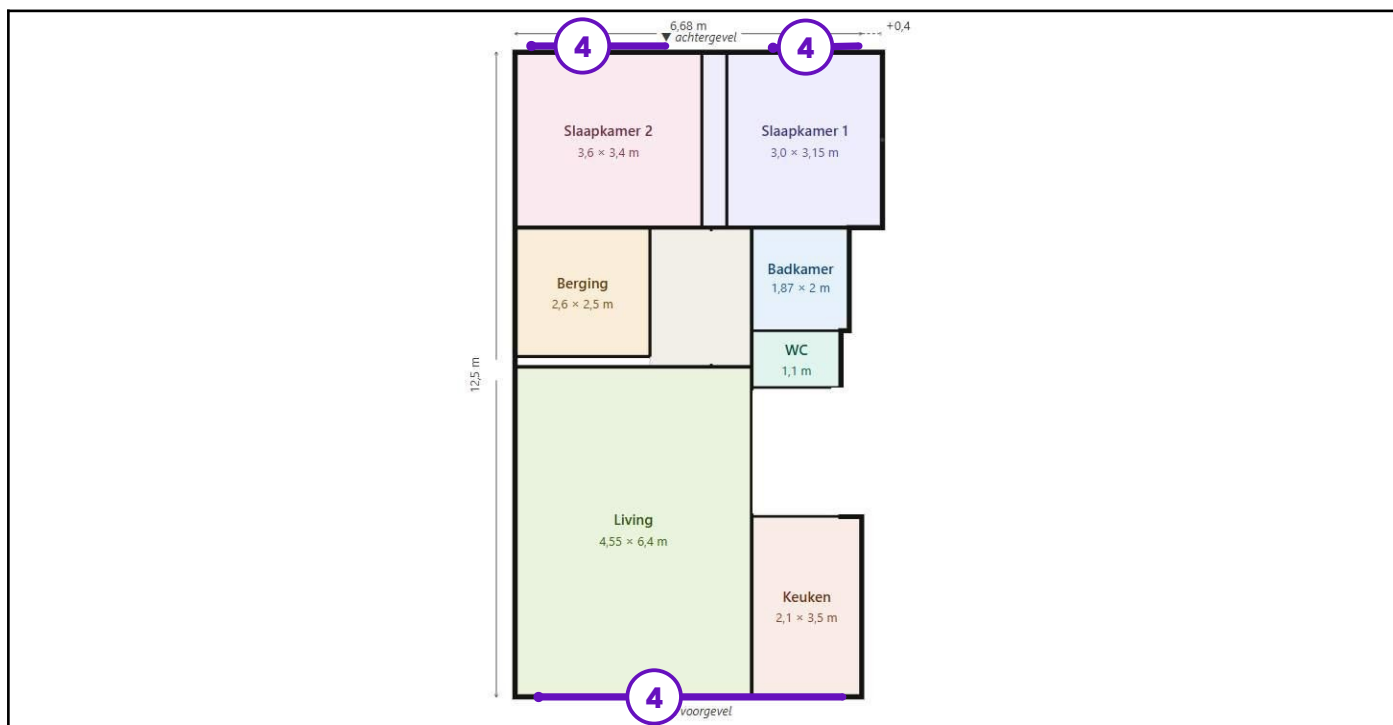 6,68 m
+0,4
achtergevel
4
4
Slaapkamer 2
3,6 × 3,4 m
Slaapkamer 1
3,0 × 3,15 m
Berging
2,6 × 2,5 m
Badkamer
1,87 × 2 m
WC
1,1 m
12,5 m
Living
4,55 × 6,4 m
Keuken
2,1 × 3,5 m
4
voorgevel